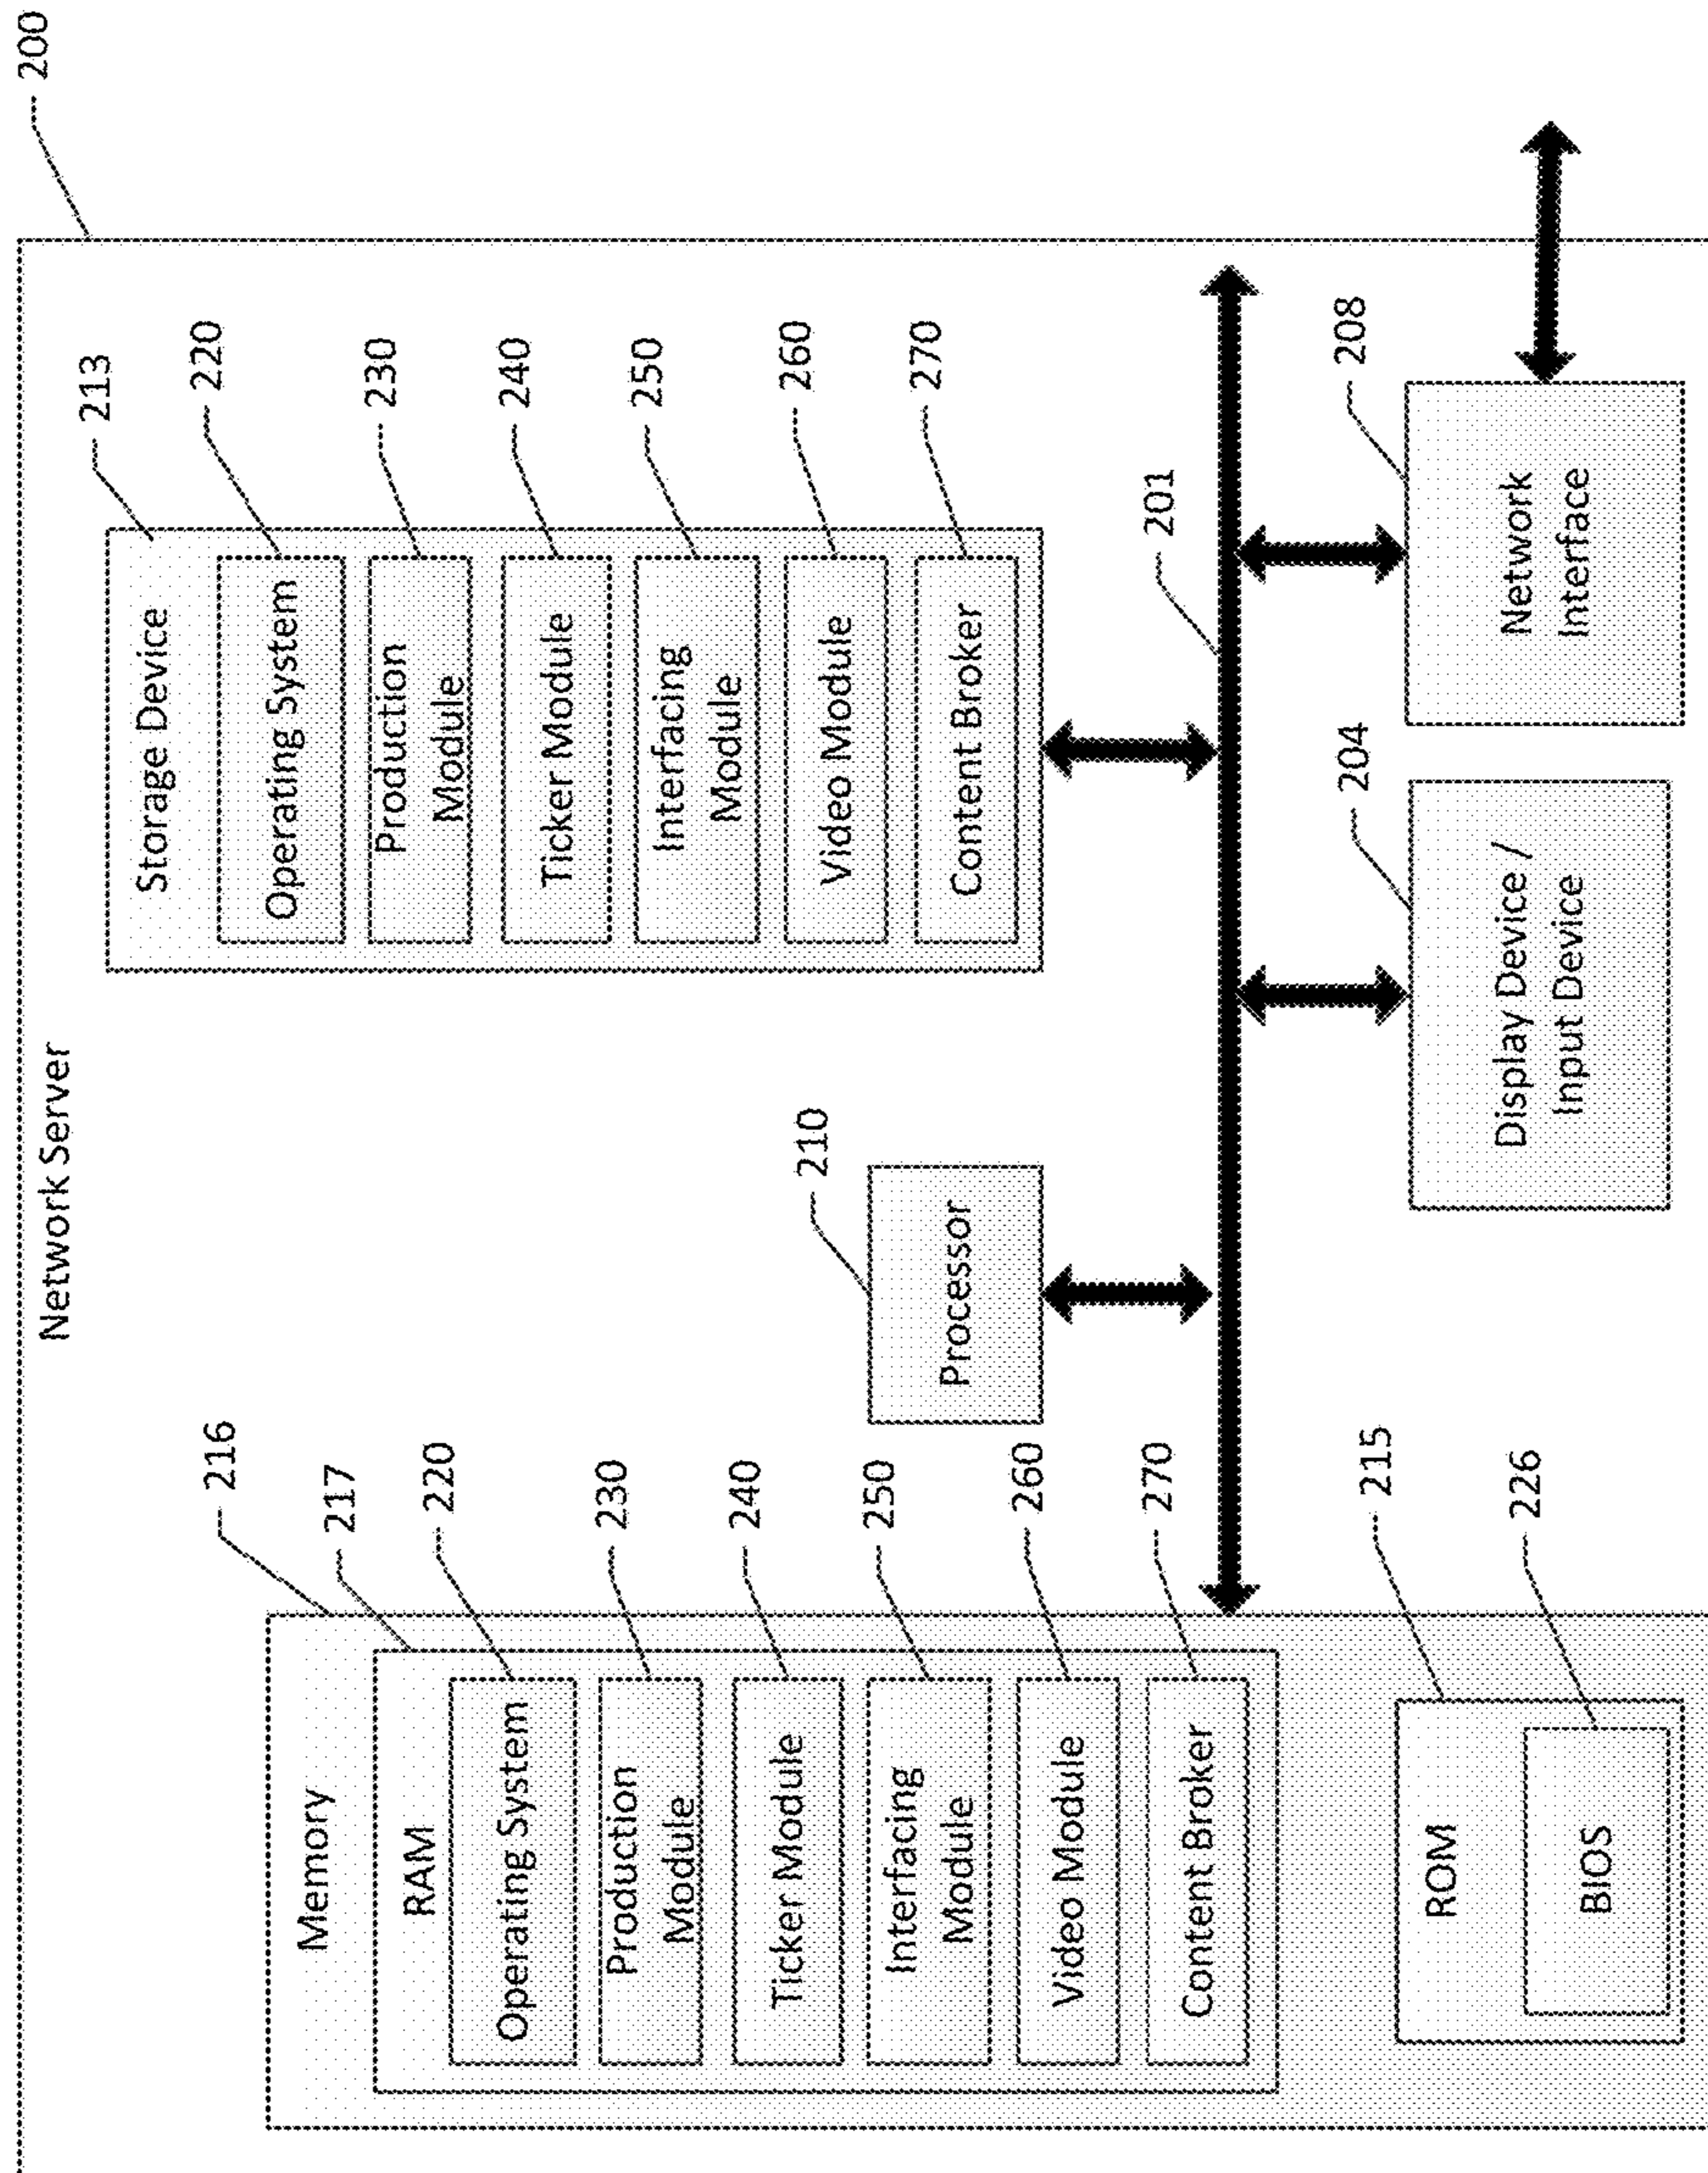 200
Network Server
Memory
216
RAM
217
Operating System
220
Production
Module
230
Ticker Module
240
Interfacing
Module
250
Video Module
260
Content Broker
270
ROM
215
BIOS
226
Processor
210
Storage Device
213
Operating System
220
Production
Module
230
Ticker Module
240
Interfacing
Module
250
Video Module
260
Content Broker
270
201
Display Device /
Input Device
204
Network
Interface
208